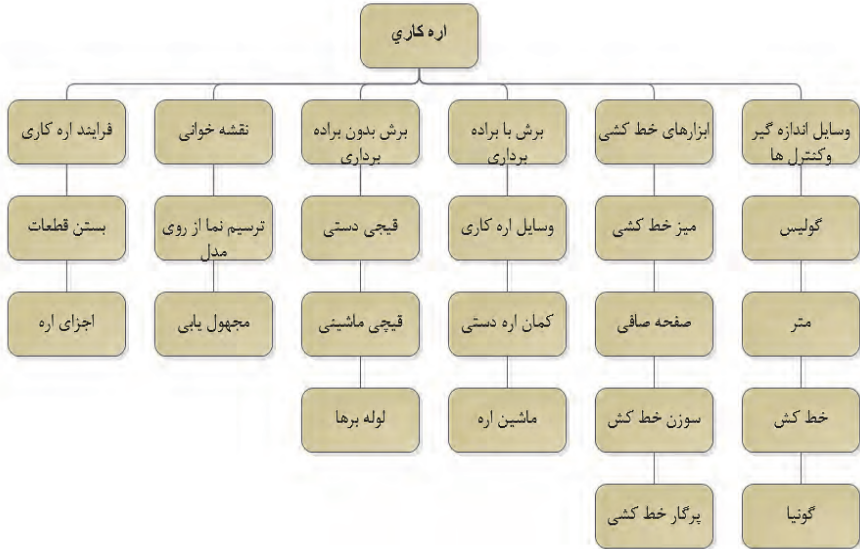 اره کاري
وسایل اندازه گیر
وکنترل ها
ابزارهای خط کشی
برش با براده
برداری
برش بدون براده
برداری
نقشه خوانی
فرایند اره کاری
گولیس
میز خط کشی
وسایل اره کاری
قیجی دستی
ترسیم نما از روی
مدل
بستن قطعات
متر
صفحه صافی
کمان اره دستی
قیچی ماشینی
مجهول یابی
اجزای اره
خط کش
سوزن خط کش
ماشین اره
لوله برها
گونیا
پرگار خط کشی